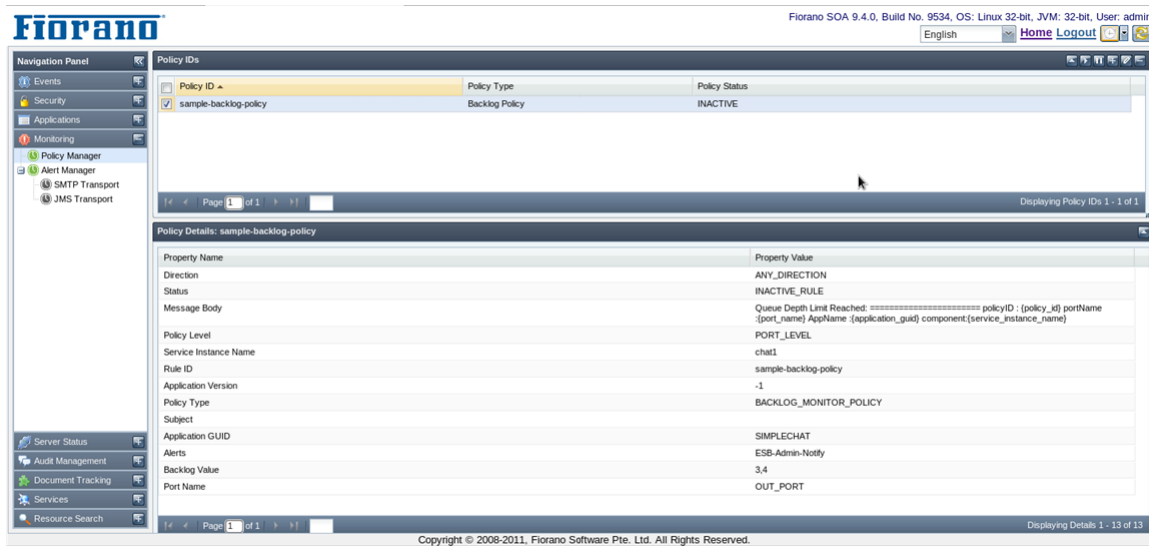 Fiorano
Fiorano SOA 9.4.0, Build No. 9534, OS: Linux 32-bit, JVM: 32-bit, User: admin
English Home Logout
Navigation Panel
Events
Security
Applications
Monitoring
Policy Manager
Alert Manager
SMTP Transport
JMS Transport
Server Status
Audit Management
Document Tracking
Services
Resource Search
Policy IDs
Policy ID Policy Type Policy Status
sample-backlog-policy Backlog Policy INACTIVE
Page 1 of 1 Displaying Policy IDs 1 - 1 of 1
Policy Details: sample-backlog-policy
Property Name Property Value
Direction ANY_DIRECTION
Status INACTIVE_RULE
Message Body Queue Depth Limit Reached: ======================= policyID : {policy_id} portName
:{port_name} AppName :{application_guid} component:{service_instance_name}
Policy Level PORT_LEVEL
Service Instance Name chat1
Rule ID sample-backlog-policy
Application Version -1
Policy Type BACKLOG_MONITOR_POLICY
Subject
Application GUID SIMPLECHAT
Alerts ESB-Admin-Notify
Backlog Value 3,4
Port Name OUT_PORT
Page 1 of 1 Displaying Details 1 - 13 of 13
Copyright © 2008-2011, Fiorano Software Pte. Ltd. All Rights Reserved.